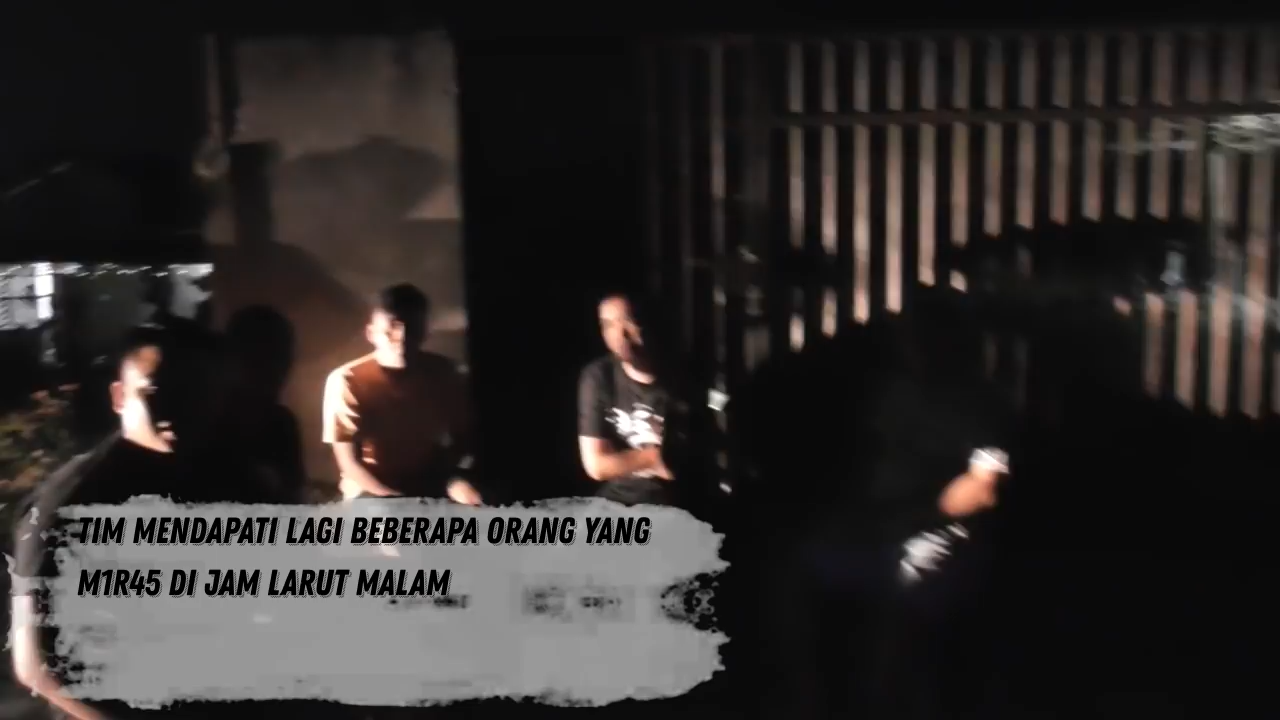 TIM MENDAPATI LAGI BEBERAPA ORANG YANG
M1R45 DI JAM LARUT MALAM